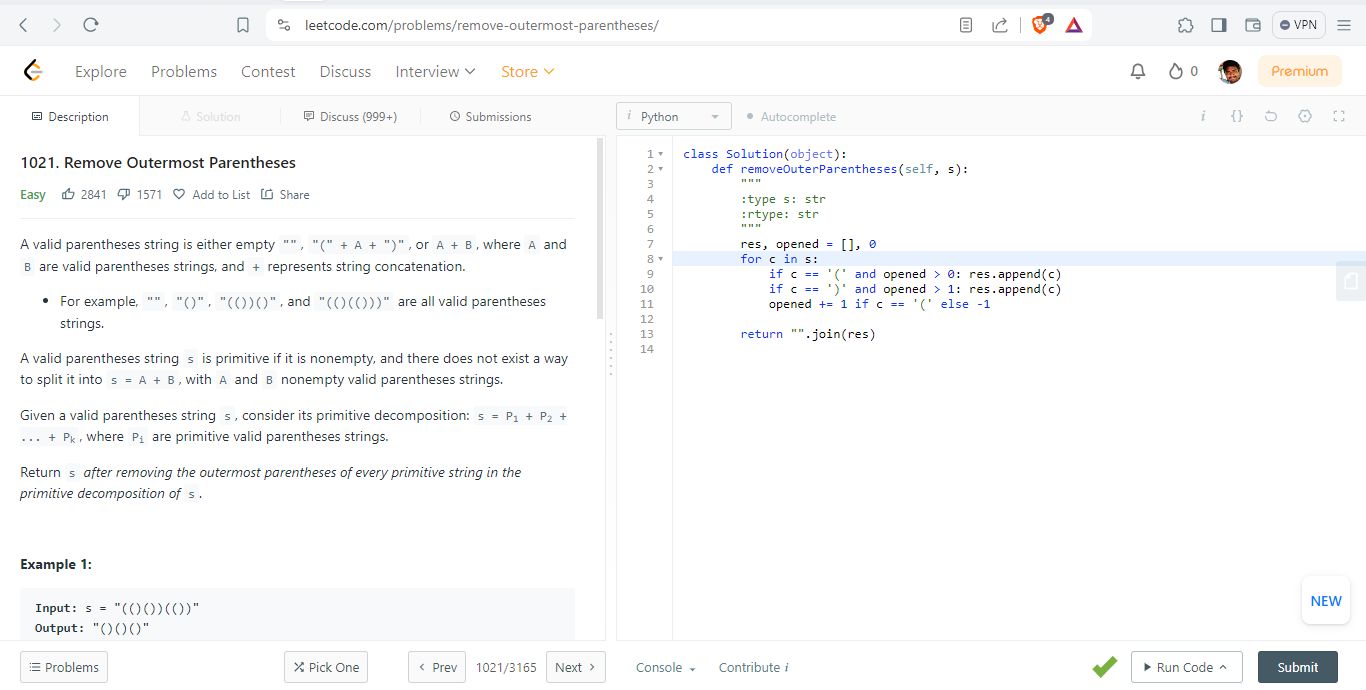 leetcode.com/problems/remove-outermost-parentheses/
4
VPN
Explore Problems Contest Discuss Interview Store
0
Premium
Description
Solution
Discuss (999+)
Submissions
i Python
Autocomplete
i {}
1021. Remove Outermost Parentheses
Easy 2841 1571 Add to List Share
A valid parentheses string is either empty "", "(" + A + ")", or A + B, where A and
B are valid parentheses strings, and + represents string concatenation.
• For example, "", "()", "(())()", and "(()(()))" are all valid parentheses
strings.
A valid parentheses string s is primitive if it is nonempty, and there does not exist a way
to split it into s = A + B, with A and B nonempty valid parentheses strings.
Given a valid parentheses string s, consider its primitive decomposition: s = P1 + P2 +
... + Pk, where Pi are primitive valid parentheses strings.
Return s after removing the outermost parentheses of every primitive string in the
primitive decomposition of s.
Example 1:
Input: s = "(()())(())"
Output: "()()()"
1 class Solution(object):
2 def removeOuterParentheses(self, s):
3 """
4 :type s: str
5 :rtype: str
6 """
7 res, opened = [], 0
8 for c in s:
9 if c == '(' and opened > 0: res.append(c)
10 if c == ')' and opened > 1: res.append(c)
11 opened += 1 if c == '(' else -1
12
13 return "".join(res)
14
NEW
Problems
Pick One
Prev
1021/3165
Next
Console
Contribute i
Run Code
Submit